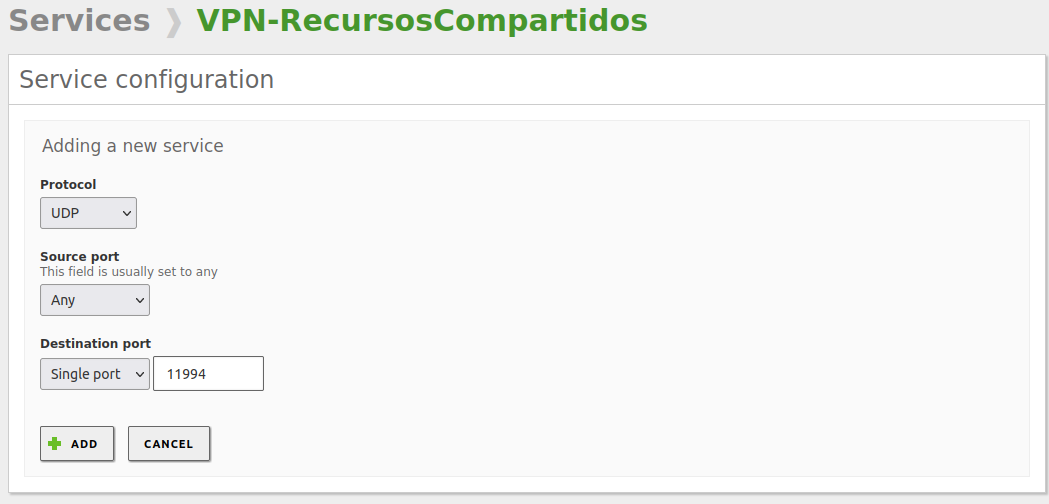 Services ❯ VPN-RecursosCompartidos
Service configuration
Adding a new service
Protocol
UDP
Source port
This field is usually set to any
Any
Destination port
Single port 11994
ADD CANCEL